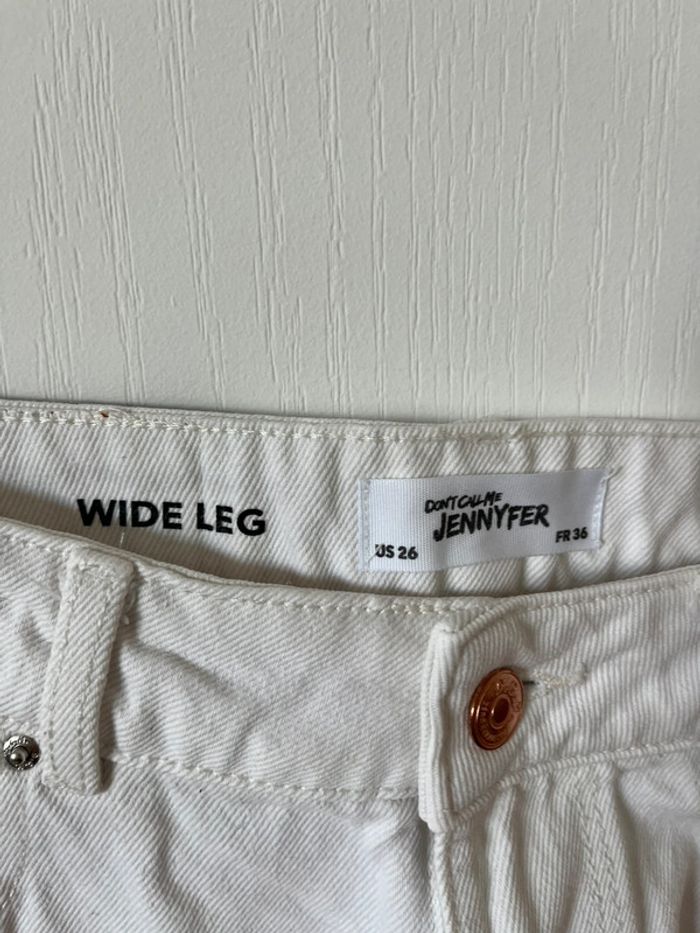 WIDE LEG
DON'T CALL ME
JENNYFER
US 26
FR 36